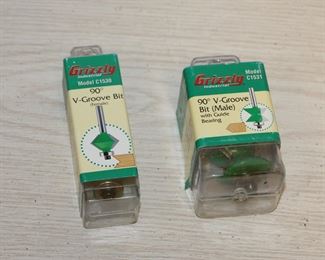 Grizzly
Model C1530
90°
V-Groove Bit
(female)
Grizzly
Industrial
Model
C1531
90° V-Groove
Bit (Male)
with Guide
Bearing